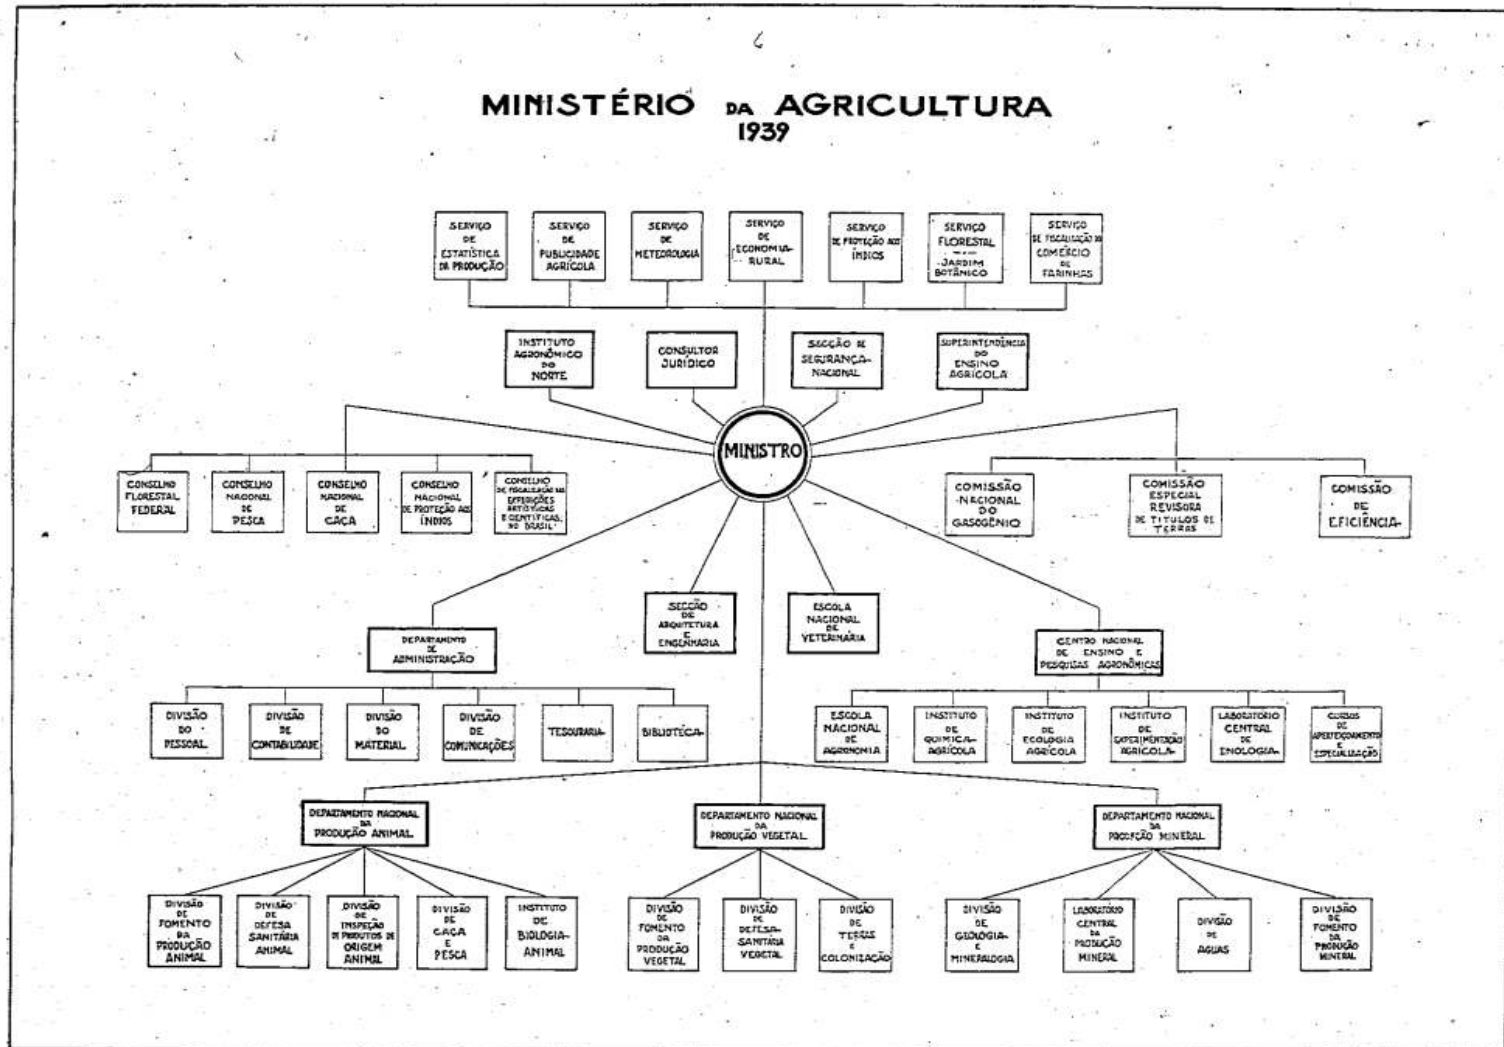 MINISTÉRIO DA AGRICULTURA
1939
SERVIÇO
DE
ESTATÍSTICA
DA PRODUÇÃO
SERVIÇO
DE
PUBLICIDADE
AGRÍCOLA
SERVIÇO
DE
METEOROLOGIA
SERVIÇO
DE
ECONOMIA
RURAL
SERVIÇO
DE PROTEÇÃO AOS
ÍNDIOS
SERVIÇO
FLORESTAL
JARDIM
BOTÂNICO
SERVIÇO
DE FISCALIZAÇÃO DO
COMÉRCIO
DE
FARINHAS
INSTITUTO
AGRONÔMICO
DO
NORTE
CONSULTOR
JURÍDICO
SECÇÃO DE
SEGURANÇA
NACIONAL
SUPERINTENDÊNCIA
DO
ENSINO
AGRÍCOLA
MINISTRO
CONSELHO
FLORESTAL
FEDERAL
CONSELHO
NACIONAL
DE
PESCA
CONSELHO
NACIONAL
DE
CAÇA
CONSELHO
NACIONAL
DE PROTEÇÃO AOS
ÍNDIOS
CONSELHO
DE FISCALIZAÇÃO DAS
EXPEDIÇÕES
ARTÍSTICAS
E CIENTÍFICAS,
NO BRASIL
COMISSÃO
NACIONAL
DO
GASOGÊNIO
COMISSÃO
ESPECIAL
REVISORA
DE TITULOS DE
TERRAS
COMISSÃO
DE
EFICIÊNCIA
SECÇÃO
DE
ARQUITETURA
E
ENGENHARIA
ESCOLA
NACIONAL
DE
VETERINÁRIA
DEPARTAMENTO
DE
ADMINISTRAÇÃO
CENTRO NACIONAL
DE ENSINO E
PESQUISAS AGRONÔMICAS
DIVISÃO
DO
PESSOAL
DIVISÃO
DE
CONTABILIDADE
DIVISÃO
DO
MATERIAL
DIVISÃO
DE
COMUNICAÇÕES
TESOURARIA
BIBLIOTÉCA
ESCOLA
NACIONAL
DE
AGRONOMIA
INSTITUTO
DE
QUIMICA
AGRÍCOLA
INSTITUTO
DE
ECOLOGIA
AGRÍCOLA
INSTITUTO
DE
EXPERIMENTAÇÃO
AGRICOLA
LABORATÓRIO
CENTRAL
DE
ENOLOGIA
CURSOS
DE
APERFEIÇOAMENTO
E
ESPECIALIZAÇÃO
DEPARTAMENTO NACIONAL
DA
PRODUÇÃO ANIMAL
DEPARTAMENTO NACIONAL
DA
PRODUÇÃO VEGETAL
DEPARTAMENTO NACIONAL
DA
PRODUÇÃO MINERAL
DIVISÃO
DE
FOMENTO
DA
PRODUÇÃO
ANIMAL
DIVISÃO
DE
DEFESA
SANITÁRIA
ANIMAL
DIVISÃO
DE
INSPEÇÃO
DE PRODUTOS DE
ORIGEM
ANIMAL
DIVISÃO
DE
CAÇA
E
PESCA
INSTITUTO
DE
BIOLOGIA
ANIMAL
DIVISÃO
DE
FOMENTO
DA
PRODUÇÃO
VEGETAL
DIVISÃO
DE
DEFESA
SANITÁRIA
VEGETAL
DIVISÃO
DE
TERRAS
E
COLONIZAÇÃO
DIVISÃO
DE
GEOLOGIA
E
MINERALOGIA
LABORATÓRIO
CENTRAL
DA
PRODUÇÃO
MINERAL
DIVISÃO
DE
AGUAS
DIVISÃO
DE
FOMENTO
DA
PRODUÇÃO
MINERAL